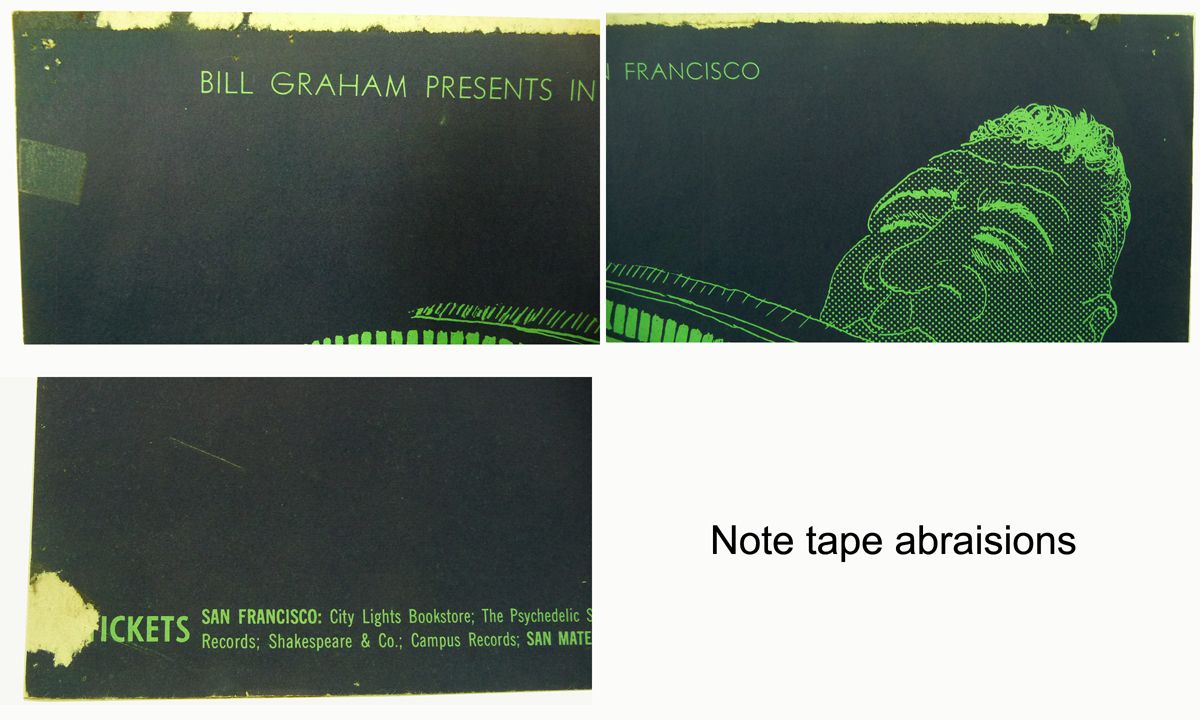 BILL GRAHAM PRESENTS IN
FRANCISCO
TICKETS
SAN FRANCISCO: City Lights Bookstore; The Psychedelic S
Records; Shakespeare & Co.; Campus Records; SAN MATE
Note tape abraisions